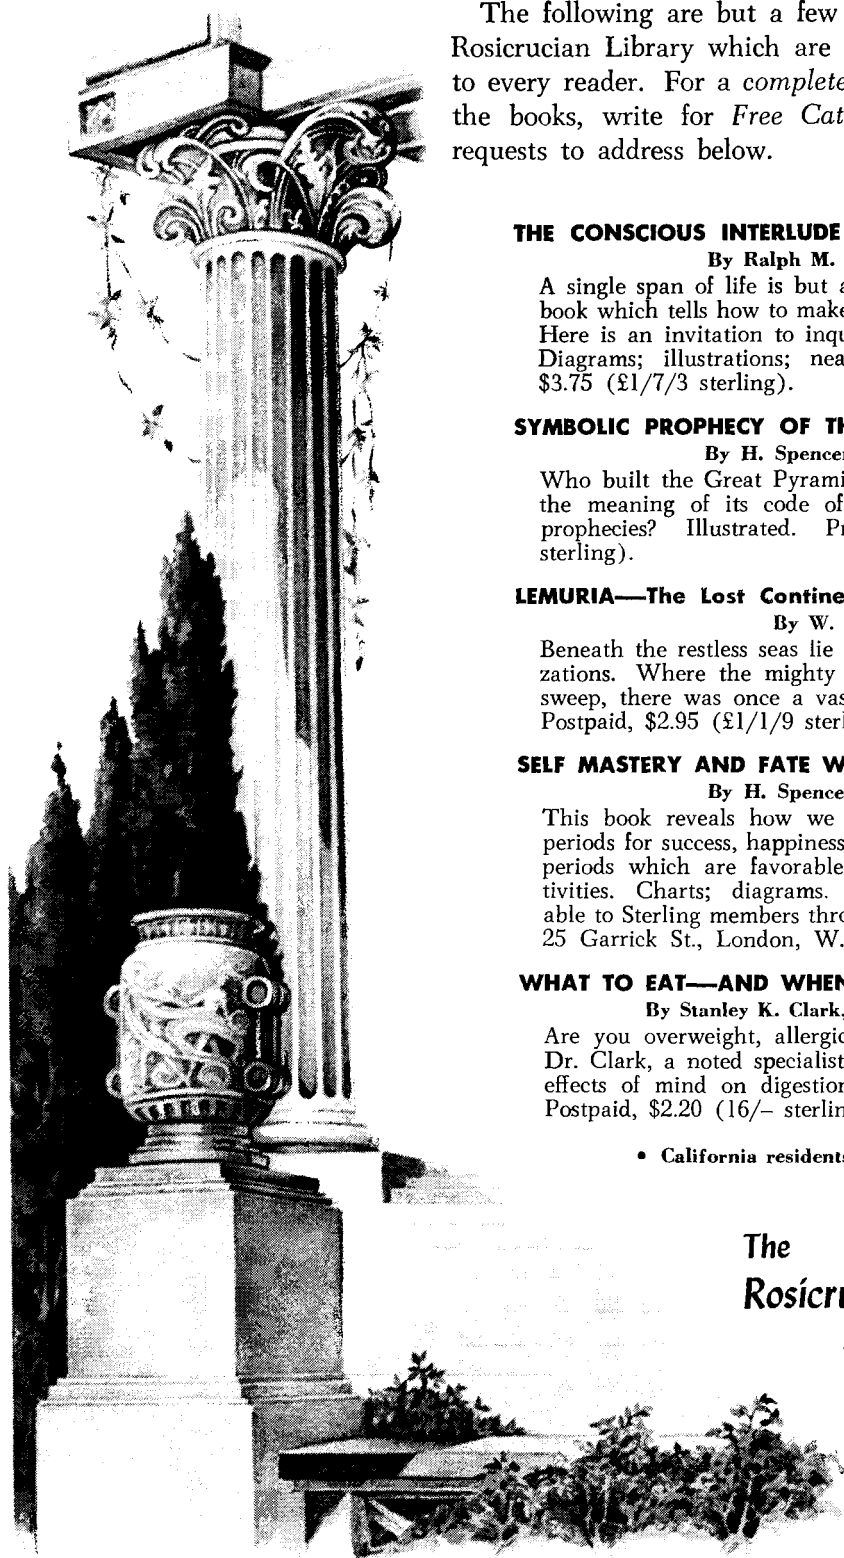 The following are but a few
Rosicrucian Library which are
to every reader. For a complete
the books, write for Free Cat
requests to address below.
THE CONSCIOUS INTERLUDE
By Ralph M.
A single span of life is but a
book which tells how to make
Here is an invitation to inqu
Diagrams; illustrations; nea
$3.75 (£1/7/3 sterling).
SYMBOLIC PROPHECY OF TH
By H. Spencer
Who built the Great Pyrami
the meaning of its code of
prophecies? Illustrated. Pr
sterling).
LEMURIA—The Lost Contine
By W.
Beneath the restless seas lie
zations. Where the mighty
sweep, there was once a vas
Postpaid, $2.95 (£1/1/9 sterl
SELF MASTERY AND FATE W
By H. Spence
This book reveals how we
periods for success, happiness
periods which are favorable
tivities. Charts; diagrams.
able to Sterling members thro
25 Garrick St., London, W.
WHAT TO EAT—AND WHEN
By Stanley K. Clark,
Are you overweight, allergic
Dr. Clark, a noted specialist
effects of mind on digestion
Postpaid, $2.20 (16/– sterlin
• California residents
The
Rosicru